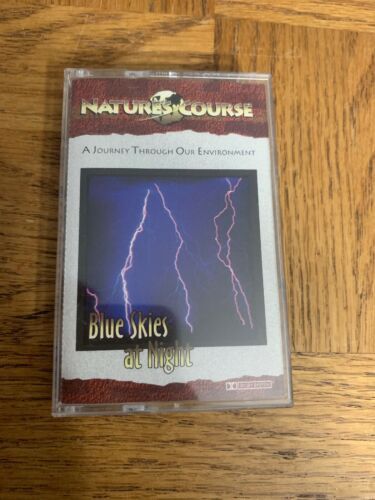 NATURE'S COURSE
A JOURNEY THROUGH OUR ENVIRONMENT
Blue Skies
at Night